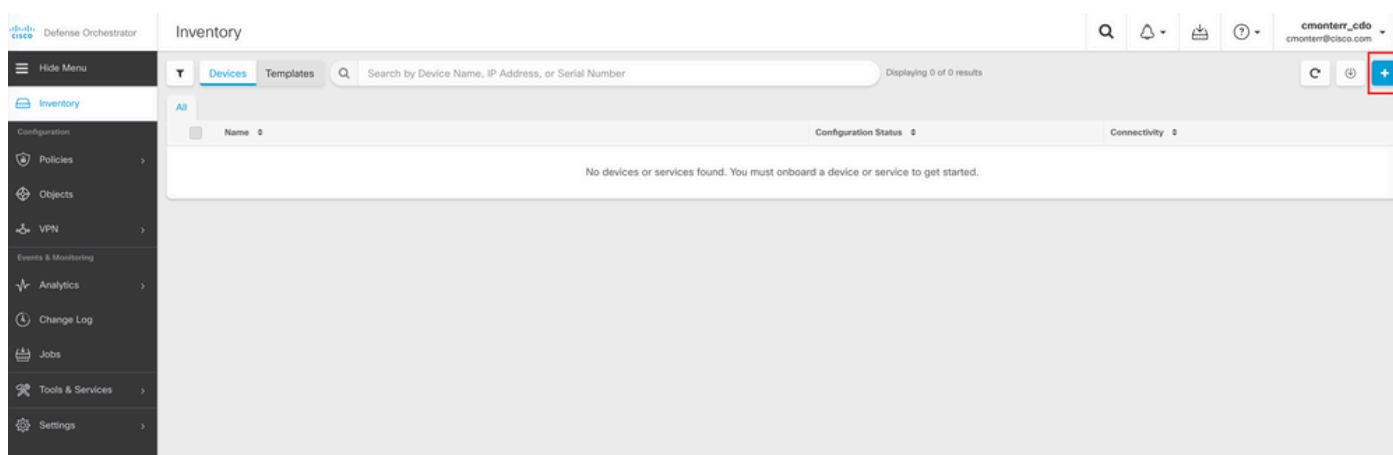 cisco Defense Orchestrator
Inventory
cmonterr_cdo
cmonterr@cisco.com
Hide Menu
Devices Templates Search by Device Name, IP Address, or Serial Number Displaying 0 of 0 results
Inventory
All
Name Configuration Status Connectivity
Configuration
No devices or services found. You must onboard a device or service to get started.
Policies
Objects
VPN
Events & Monitoring
Analytics
Change Log
Jobs
Tools & Services
Settings